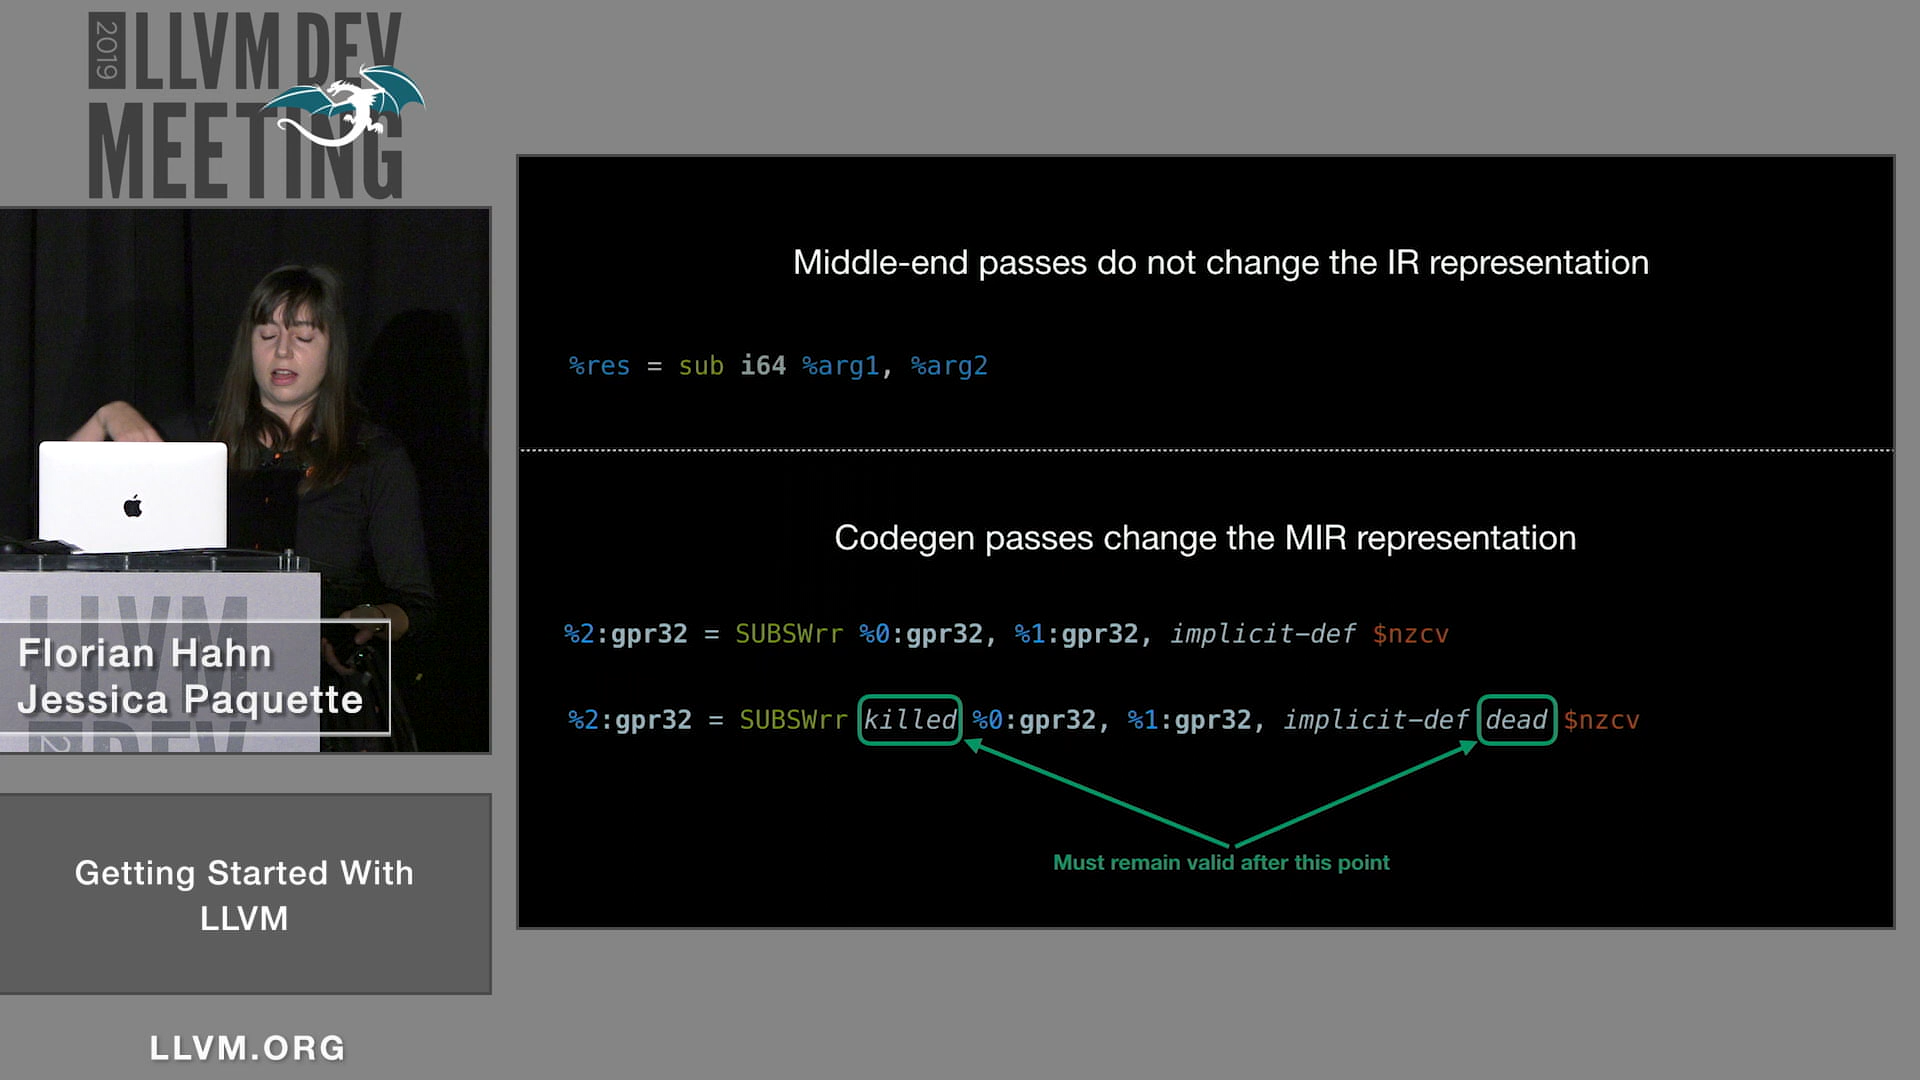 2019
LLVM DEV
MEETING
Middle-end passes do not change the IR representation
%res = sub i64 %arg1, %arg2
Codegen passes change the MIR representation
%2:gpr32 = SUBSWrr %0:gpr32, %1:gpr32, implicit-def $nzcv
%2:gpr32 = SUBSWrr killed %0:gpr32, %1:gpr32, implicit-def dead $nzcv
Must remain valid after this point
LLVM
Florian Hahn
Jessica Paquette
Getting Started With
LLVM
LLVM.ORG